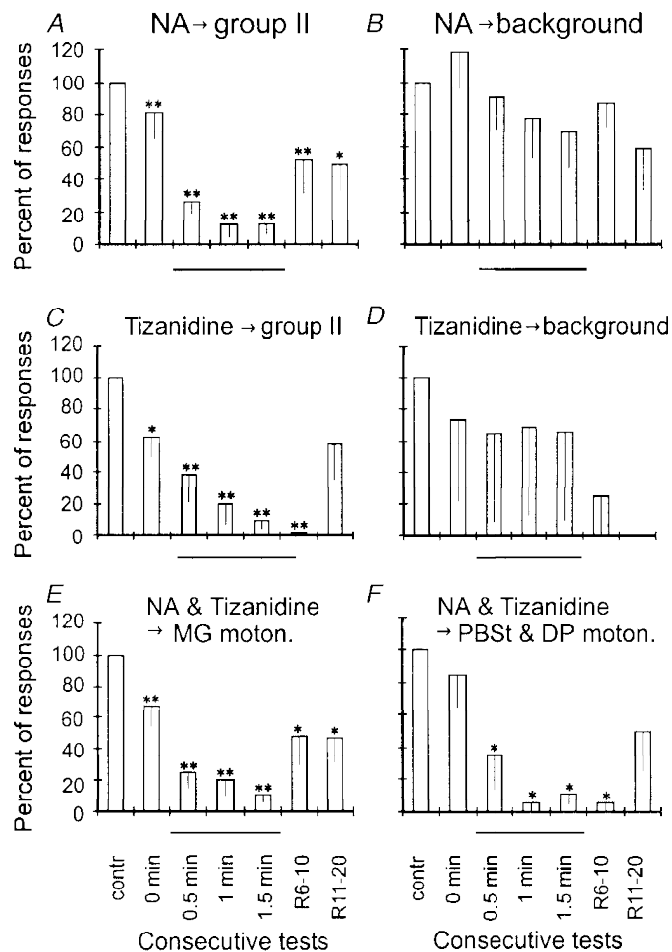 A NA → group II
B NA → background
Percent of responses
120
100
80
60
40
20
0
**
**
**
**
**
*
C Tizanidine → group II
D Tizanidine → background
Percent of responses
120
100
80
60
40
20
0
*
**
**
**
**
E NA & Tizanidine
→ MG moton.
F NA & Tizanidine
→ PBSt & DP moton.
Percent of responses
120
100
80
60
40
20
0
**
**
**
**
*
*
*
*
*
*
contr
0 min
0.5 min
1 min
1.5 min
R6-10
R11-20
contr
0 min
0.5 min
1 min
1.5 min
R6-10
R11-20
Consecutive tests
Consecutive tests